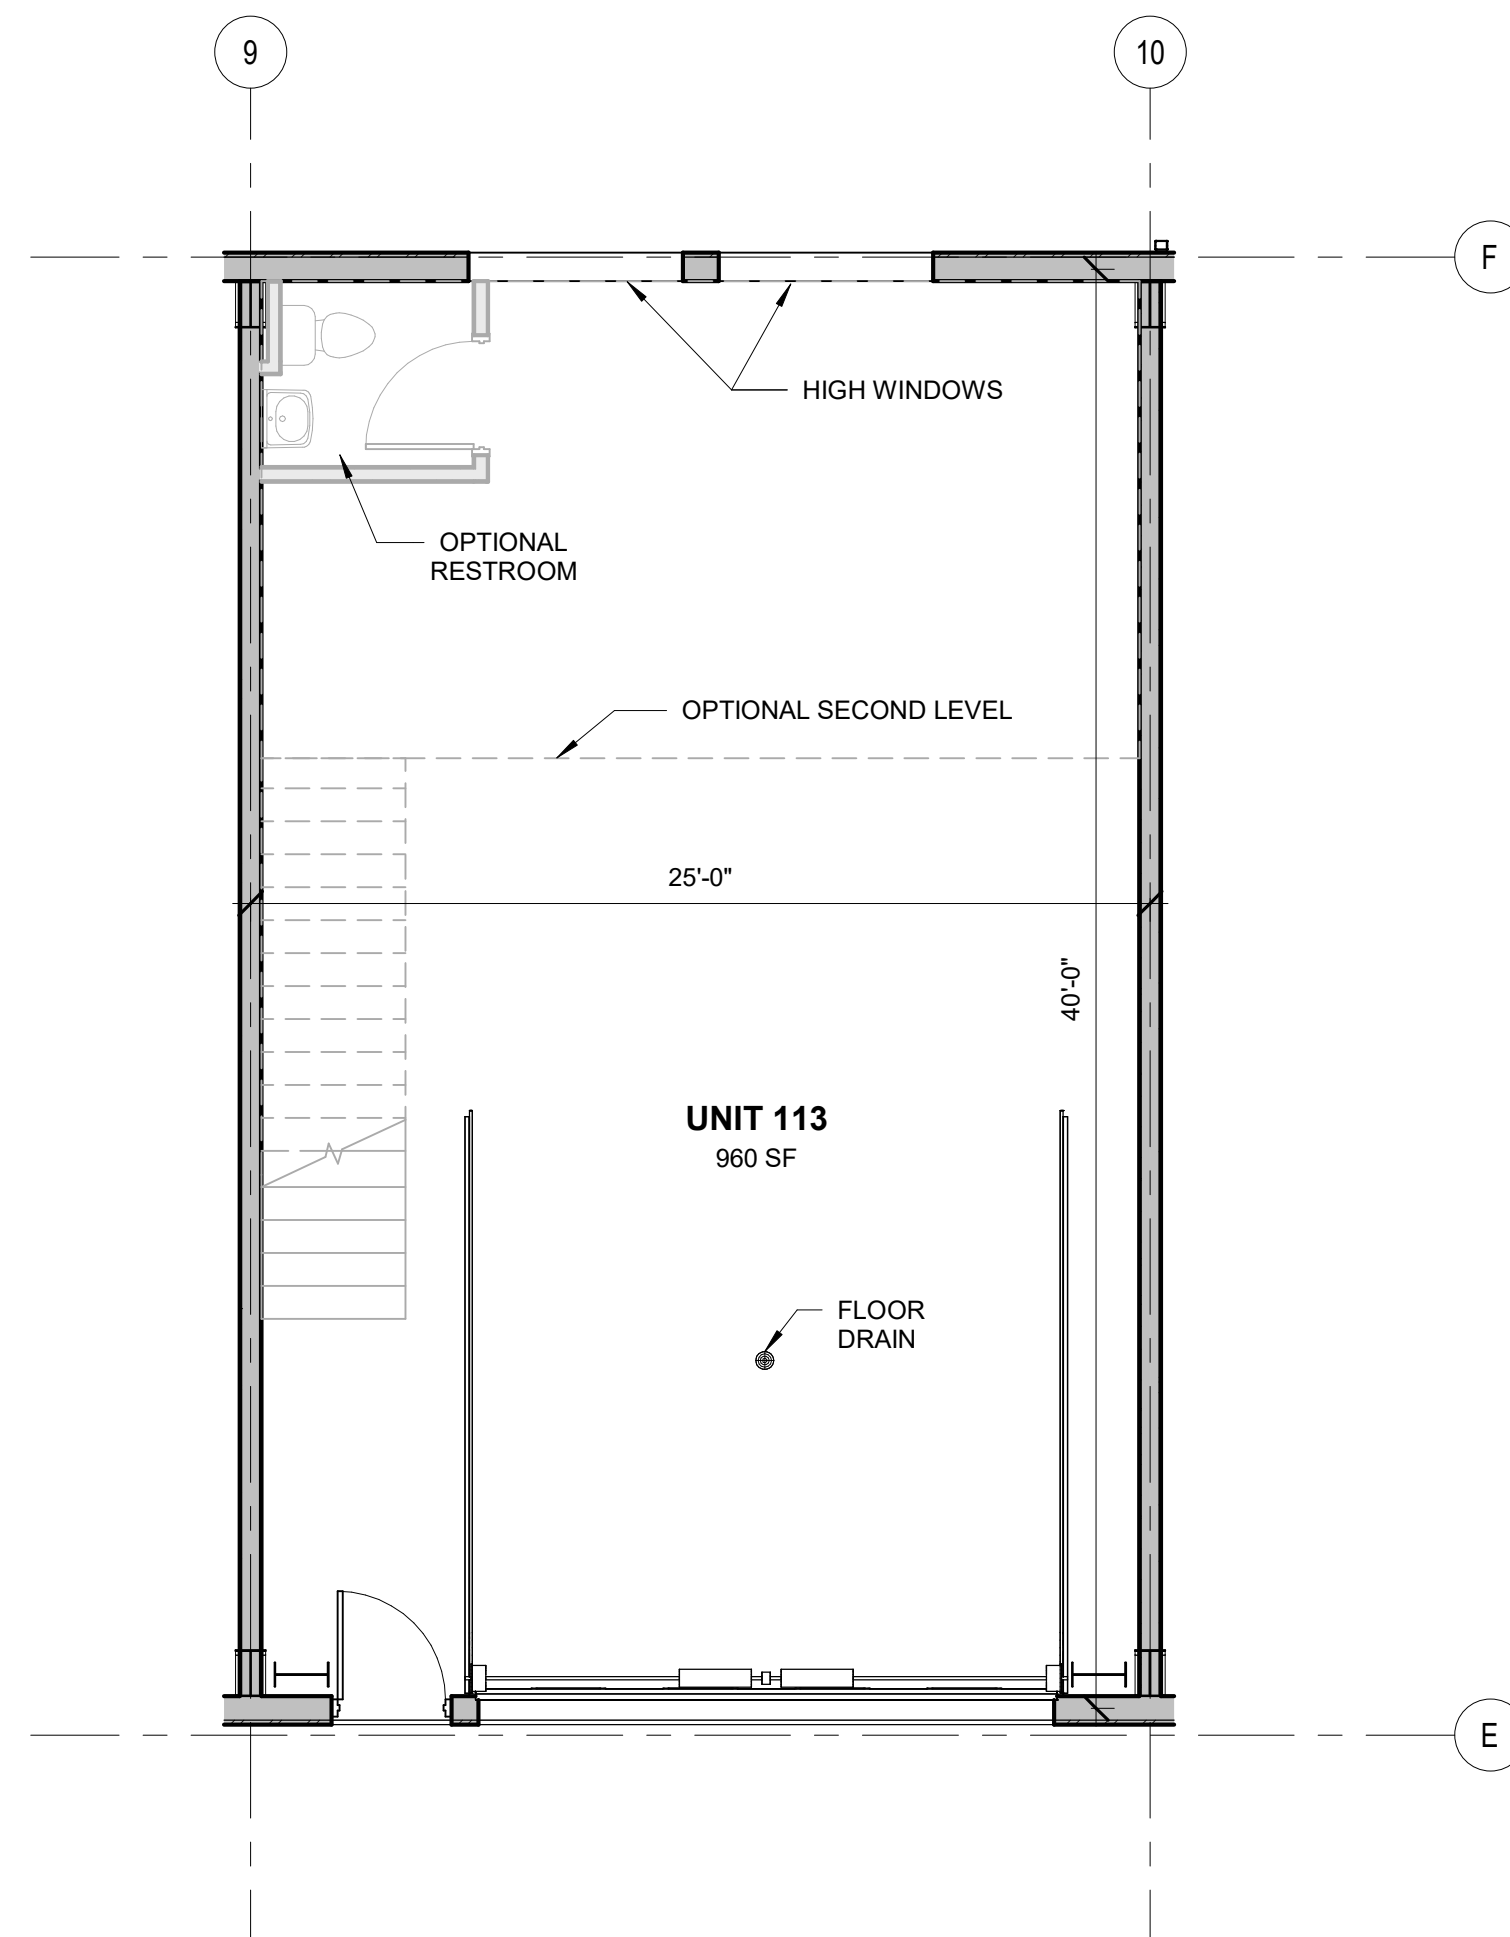 9
10
F
HIGH WINDOWS
OPTIONAL
RESTROOM
OPTIONAL SECOND LEVEL
25'-0"
40'-0"
UNIT 113
960 SF
FLOOR
DRAIN
E